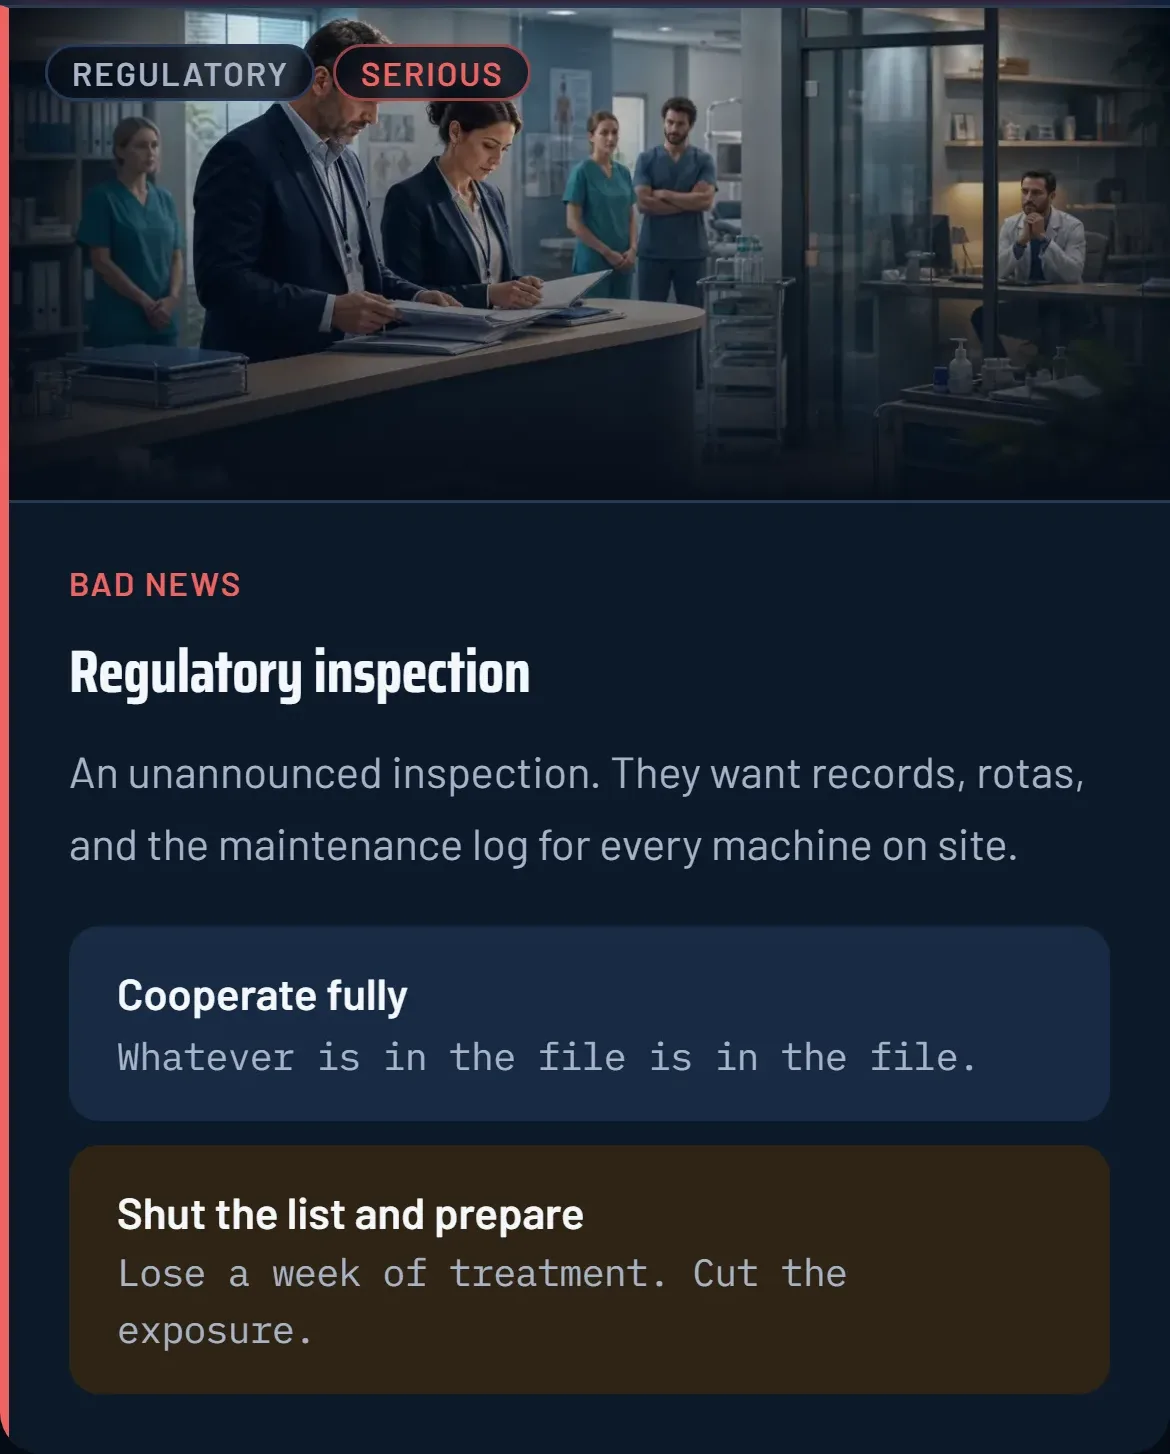 REGULATORY SERIOUS
BAD NEWS
Regulatory inspection
An unannounced inspection. They want records, rotas,
and the maintenance log for every machine on site.
Cooperate fully
Whatever is in the file is in the file.
Shut the list and prepare
Lose a week of treatment. Cut the
exposure.